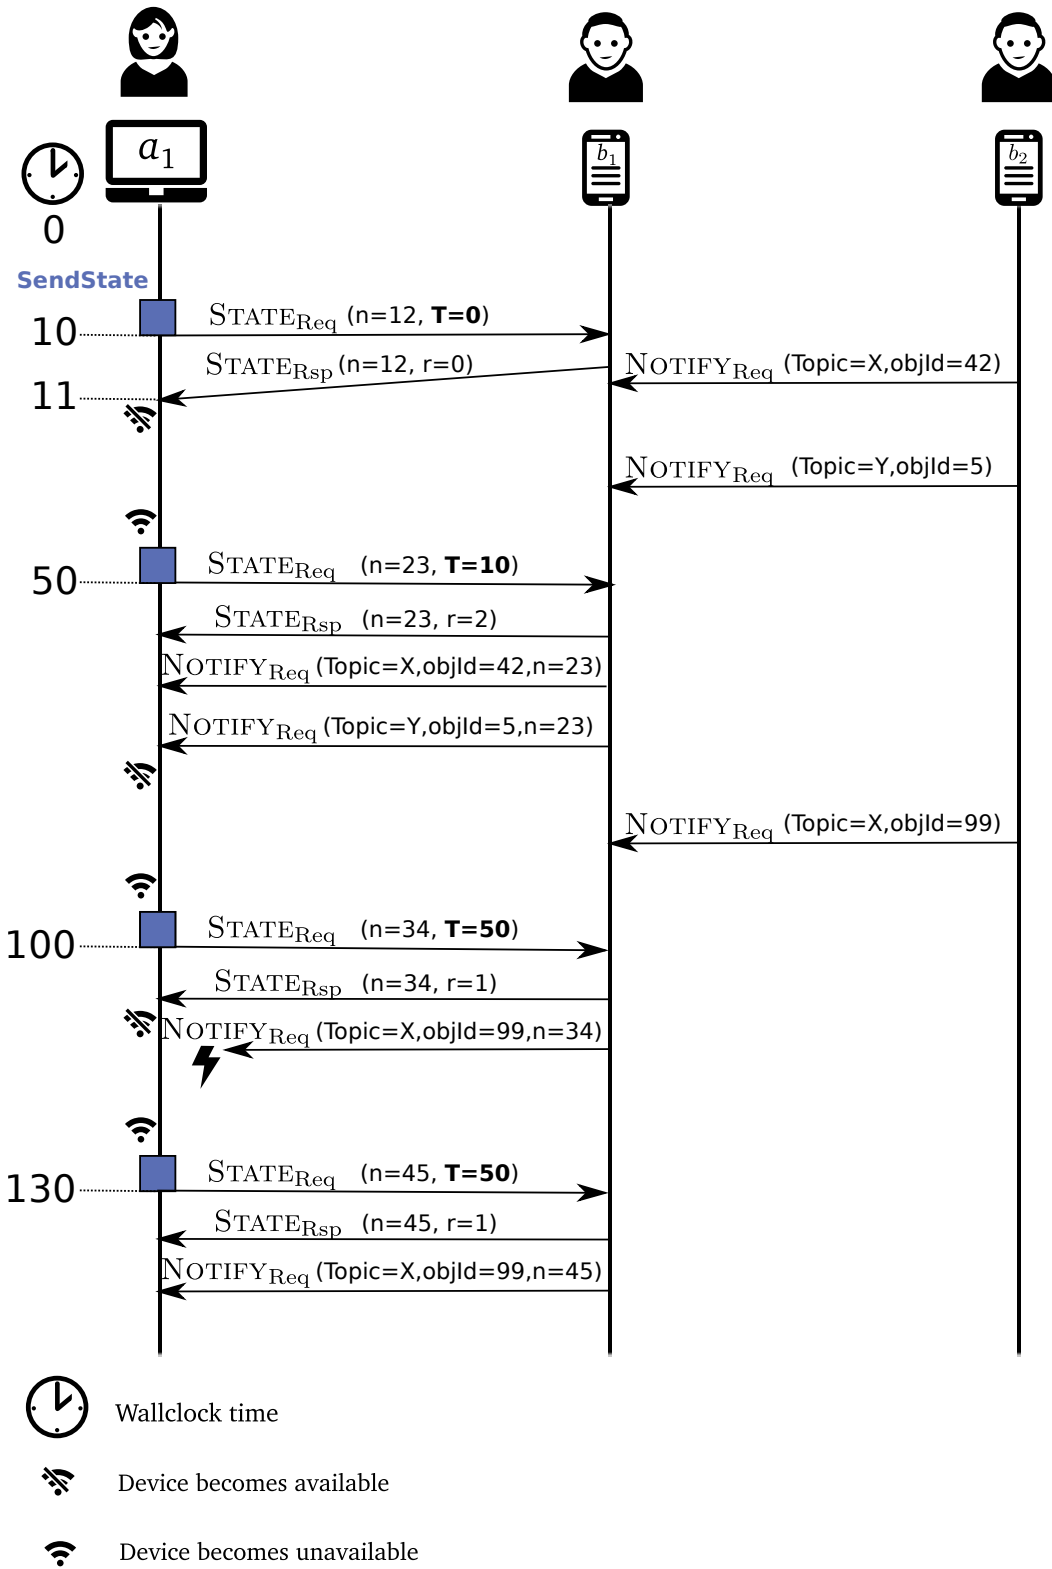 a1
b1
b2
0
SendState
10
STATEReq (n=12, T=0)
STATERsp (n=12, r=0)
NOTIFYReq (Topic=X,objId=42)
11
NOTIFYReq (Topic=Y,objId=5)
50
STATEReq (n=23, T=10)
STATERsp (n=23, r=2)
NOTIFYReq (Topic=X,objId=42,n=23)
NOTIFYReq (Topic=Y,objId=5,n=23)
NOTIFYReq (Topic=X,objId=99)
100
STATEReq (n=34, T=50)
STATERsp (n=34, r=1)
NOTIFYReq (Topic=X,objId=99,n=34)
130
STATEReq (n=45, T=50)
STATERsp (n=45, r=1)
NOTIFYReq (Topic=X,objId=99,n=45)
Wallclock time
Device becomes available
Device becomes unavailable